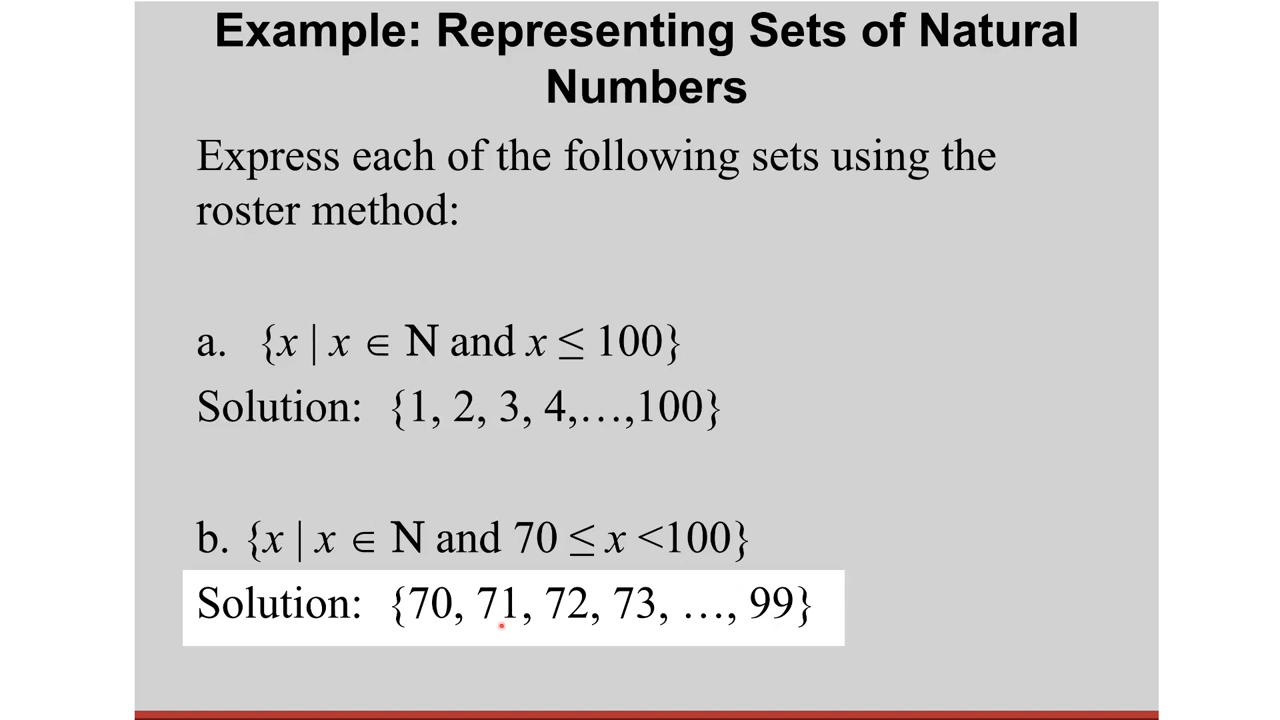 Example: Representing Sets of Natural
Numbers
Express each of the following sets using the
roster method:
a. {x | x ∈ N and x ≤ 100}
Solution: {1, 2, 3, 4,…,100}
b. {x | x ∈ N and 70 ≤ x <100}
Solution: {70, 71, 72, 73, …, 99}